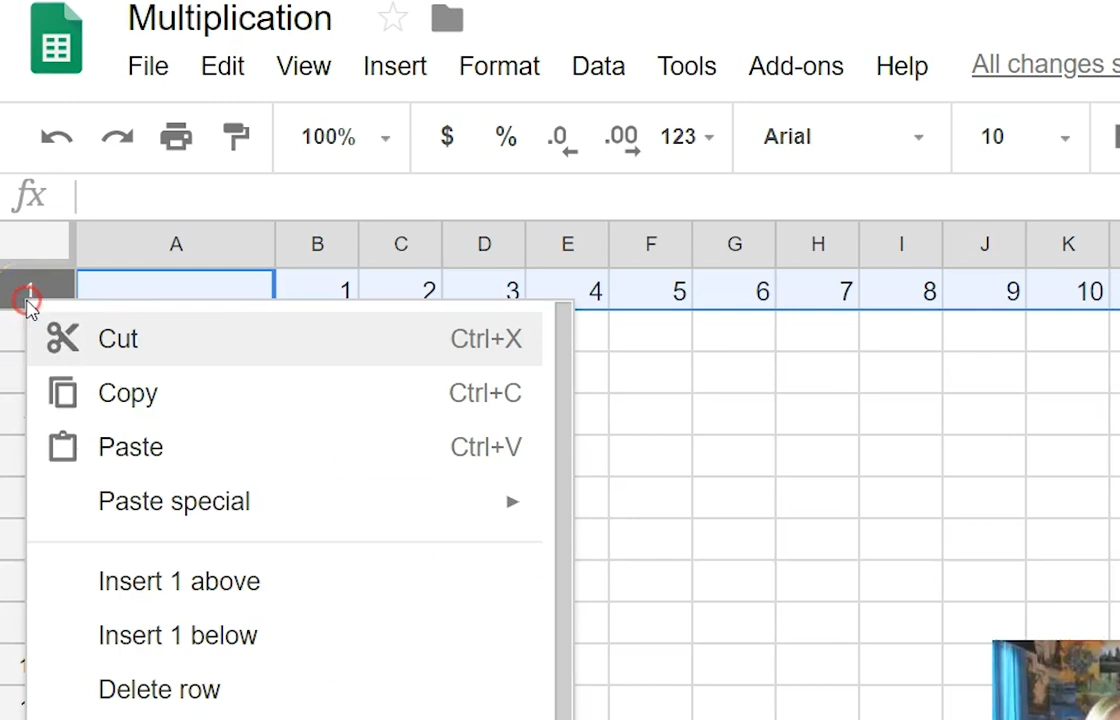 Multiplication
File Edit View Insert Format Data Tools Add-ons Help All changes s
100% $ % .0 .00 123 Arial 10
fx
A B C D E F G H I J K
1 1 2 3 4 5 6 7 8 9 10
Cut Ctrl+X
Copy Ctrl+C
Paste Ctrl+V
Paste special
Insert 1 above
Insert 1 below
Delete row